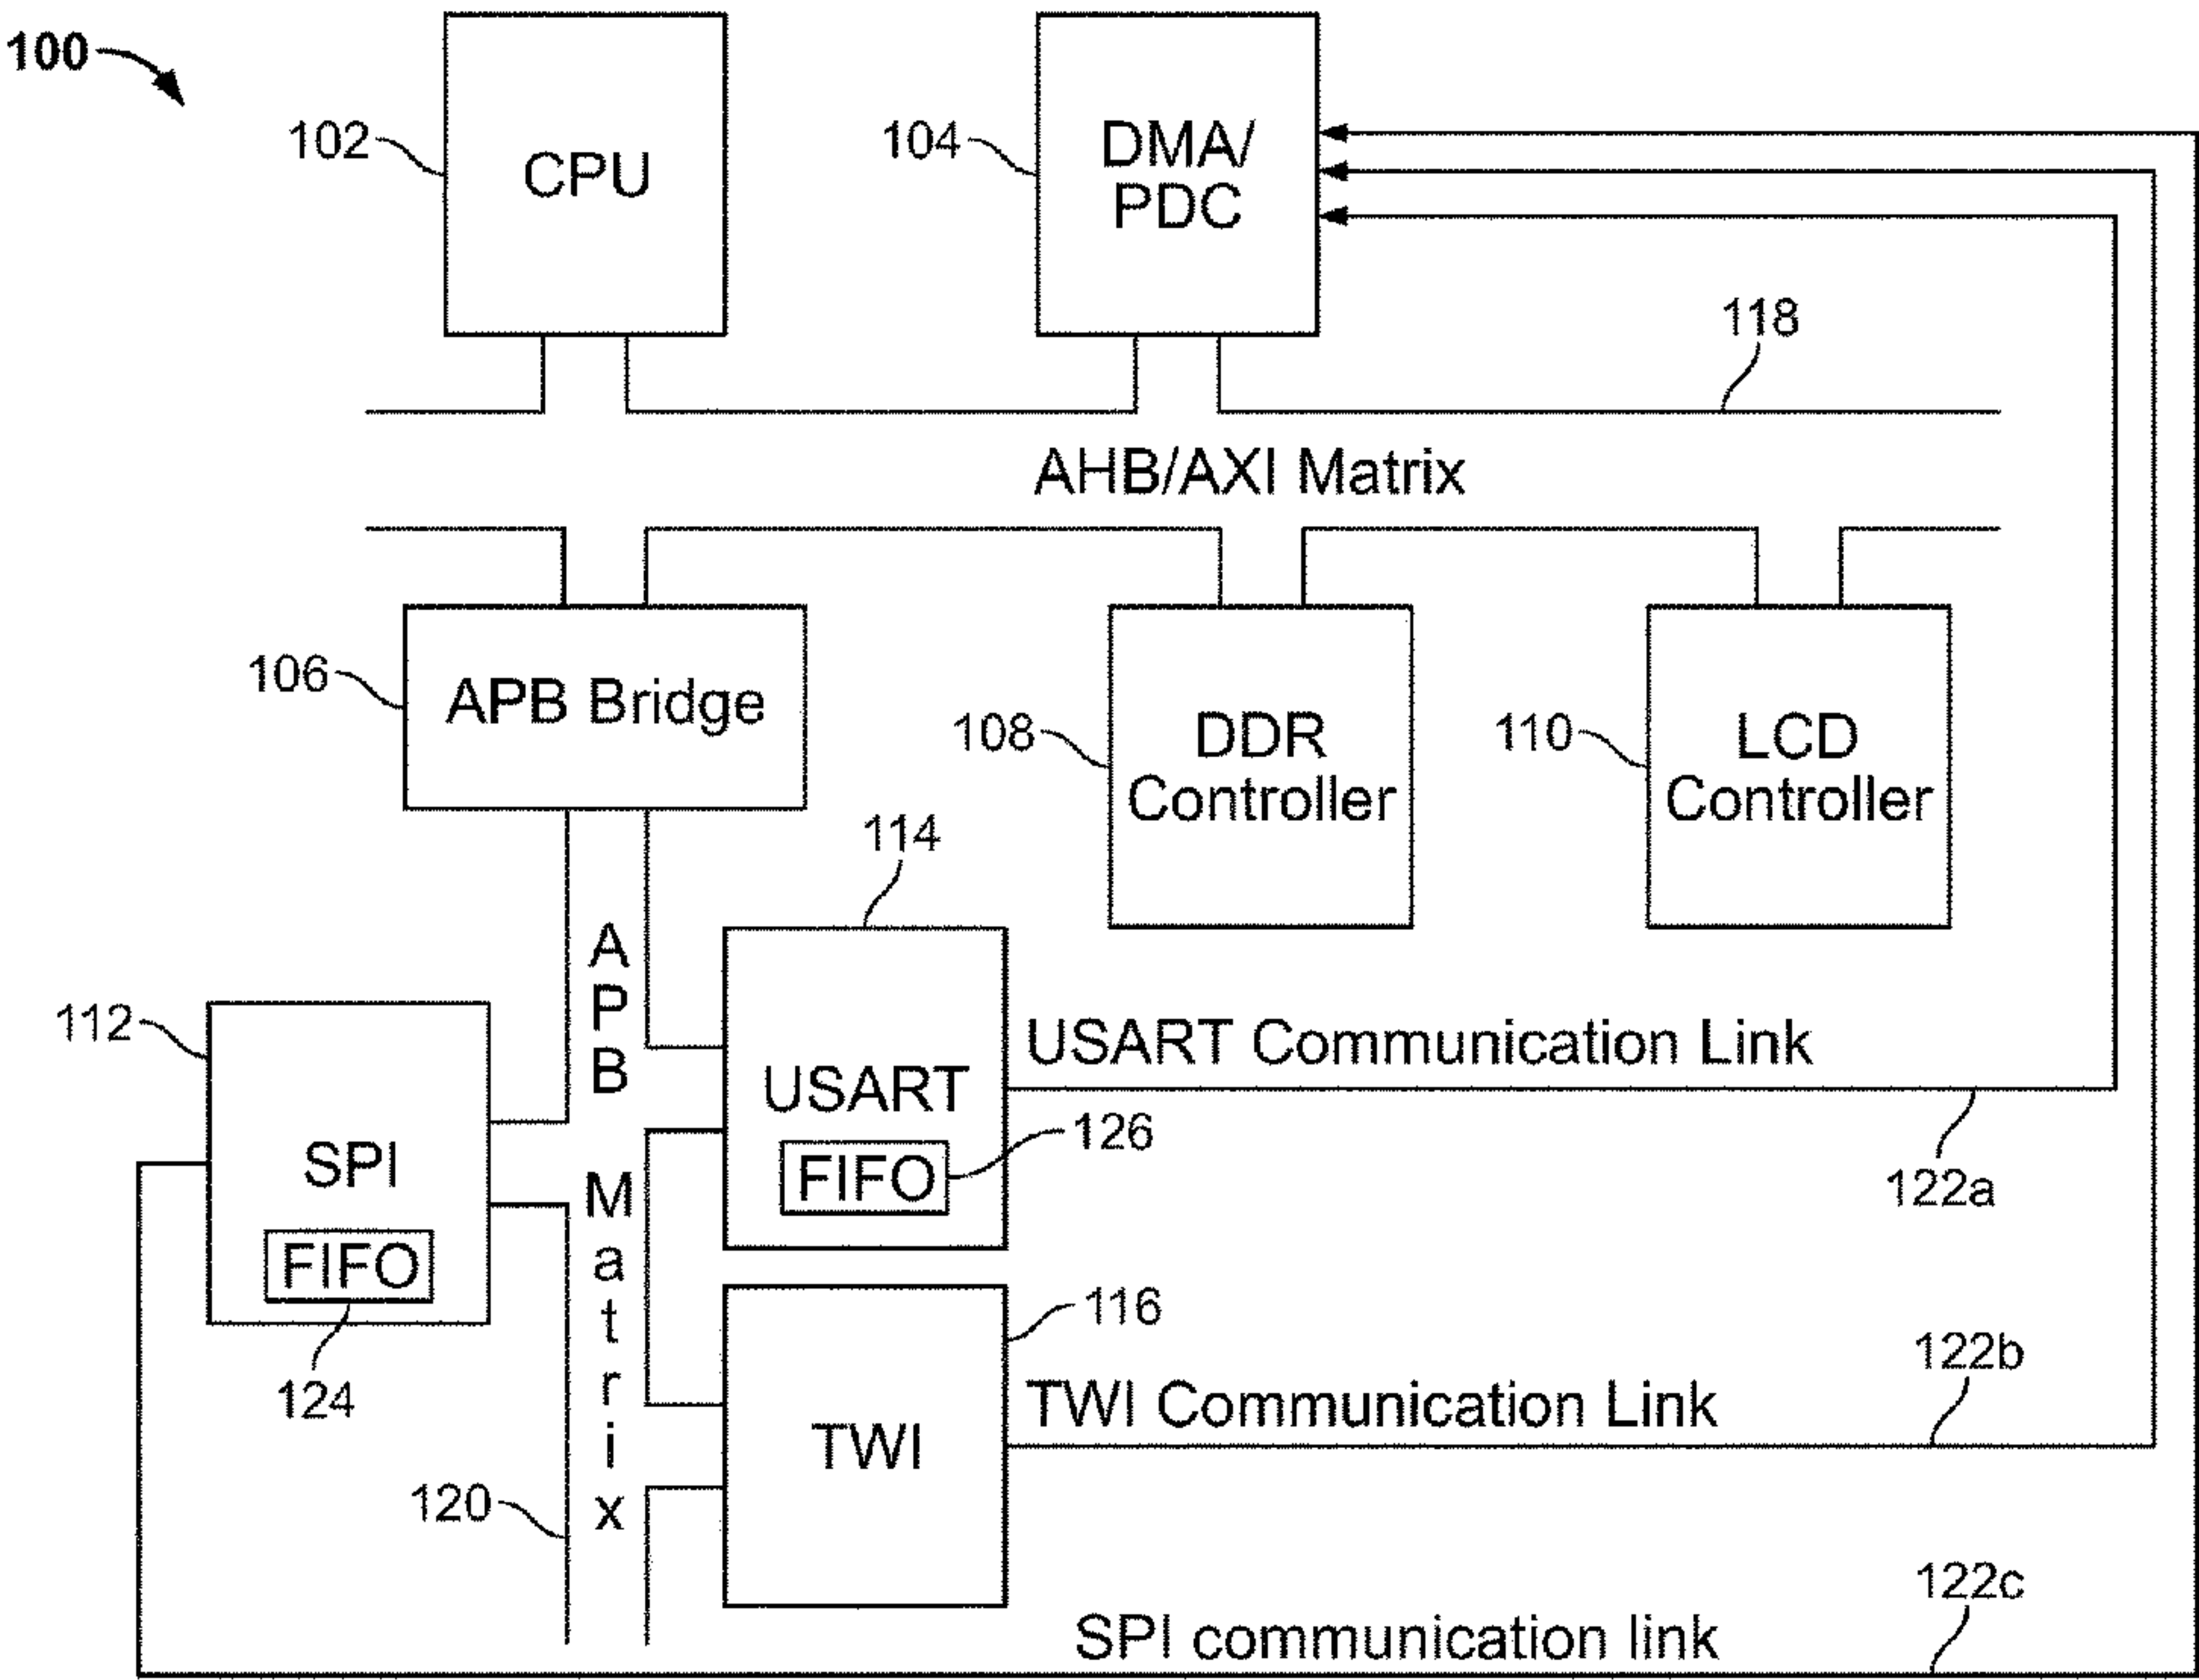 100
102
CPU
104
DMA/
PDC
118
AHB/AXI Matrix
106
APB Bridge
108
DDR
Controller
110
LCD
Controller
114
APB Matrix
112
SPI
FIFO
124
USART
FIFO
126
USART Communication Link
122a
116
TWI
TWI Communication Link
122b
120
SPI communication link
122c